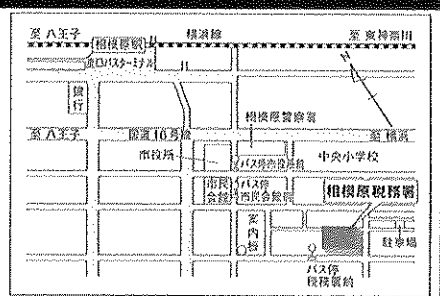 至 八王子
横浜線
至 東神奈川
相模原駅
南口バスターミナル
N
銀行
相模原警察署
至 八王子
国道16号線
至 横浜
市役所
バス停市役所前
中央小学校
市民会館
バス停
市民会館前
相模原税務署
案内板
駐車場
バス停
税務署前